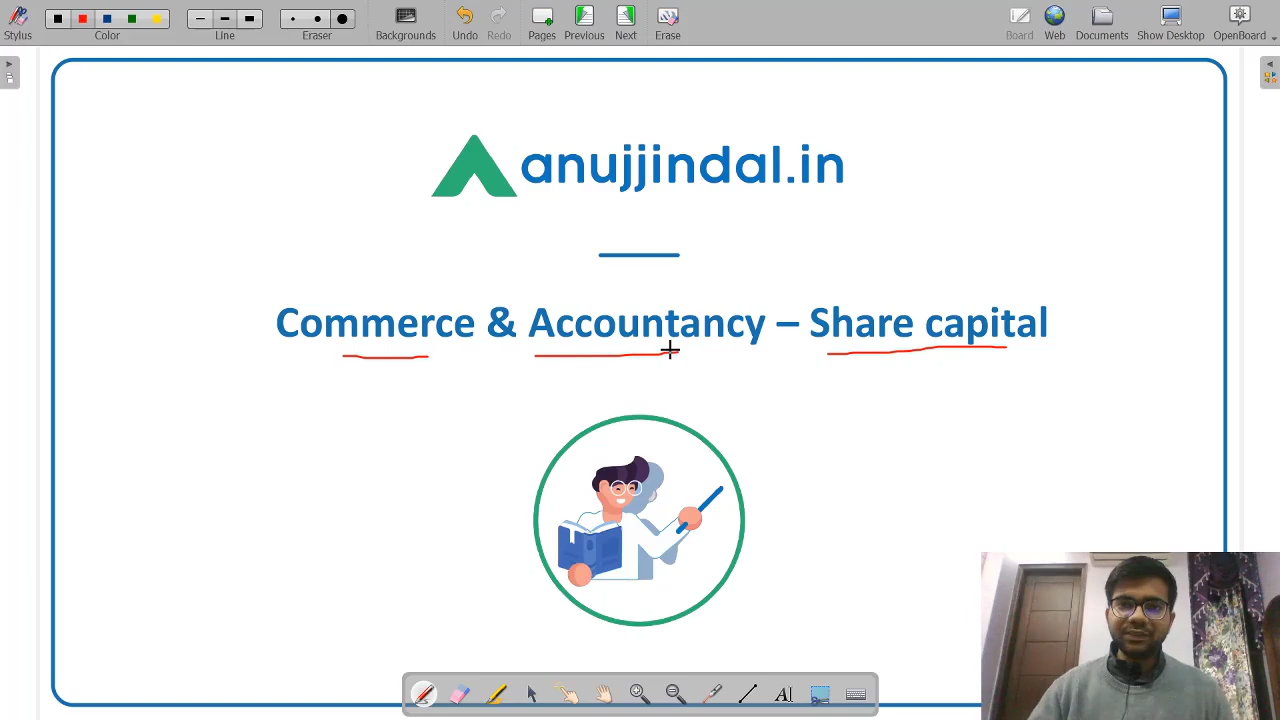 Stylus
Color
Line
Eraser
Backgrounds
Undo
Redo
Pages
Previous
Next
Erase
Board
Web
Documents
Show Desktop
OpenBoard
anujjindal.in
Commerce & Accountancy – Share capital
AI